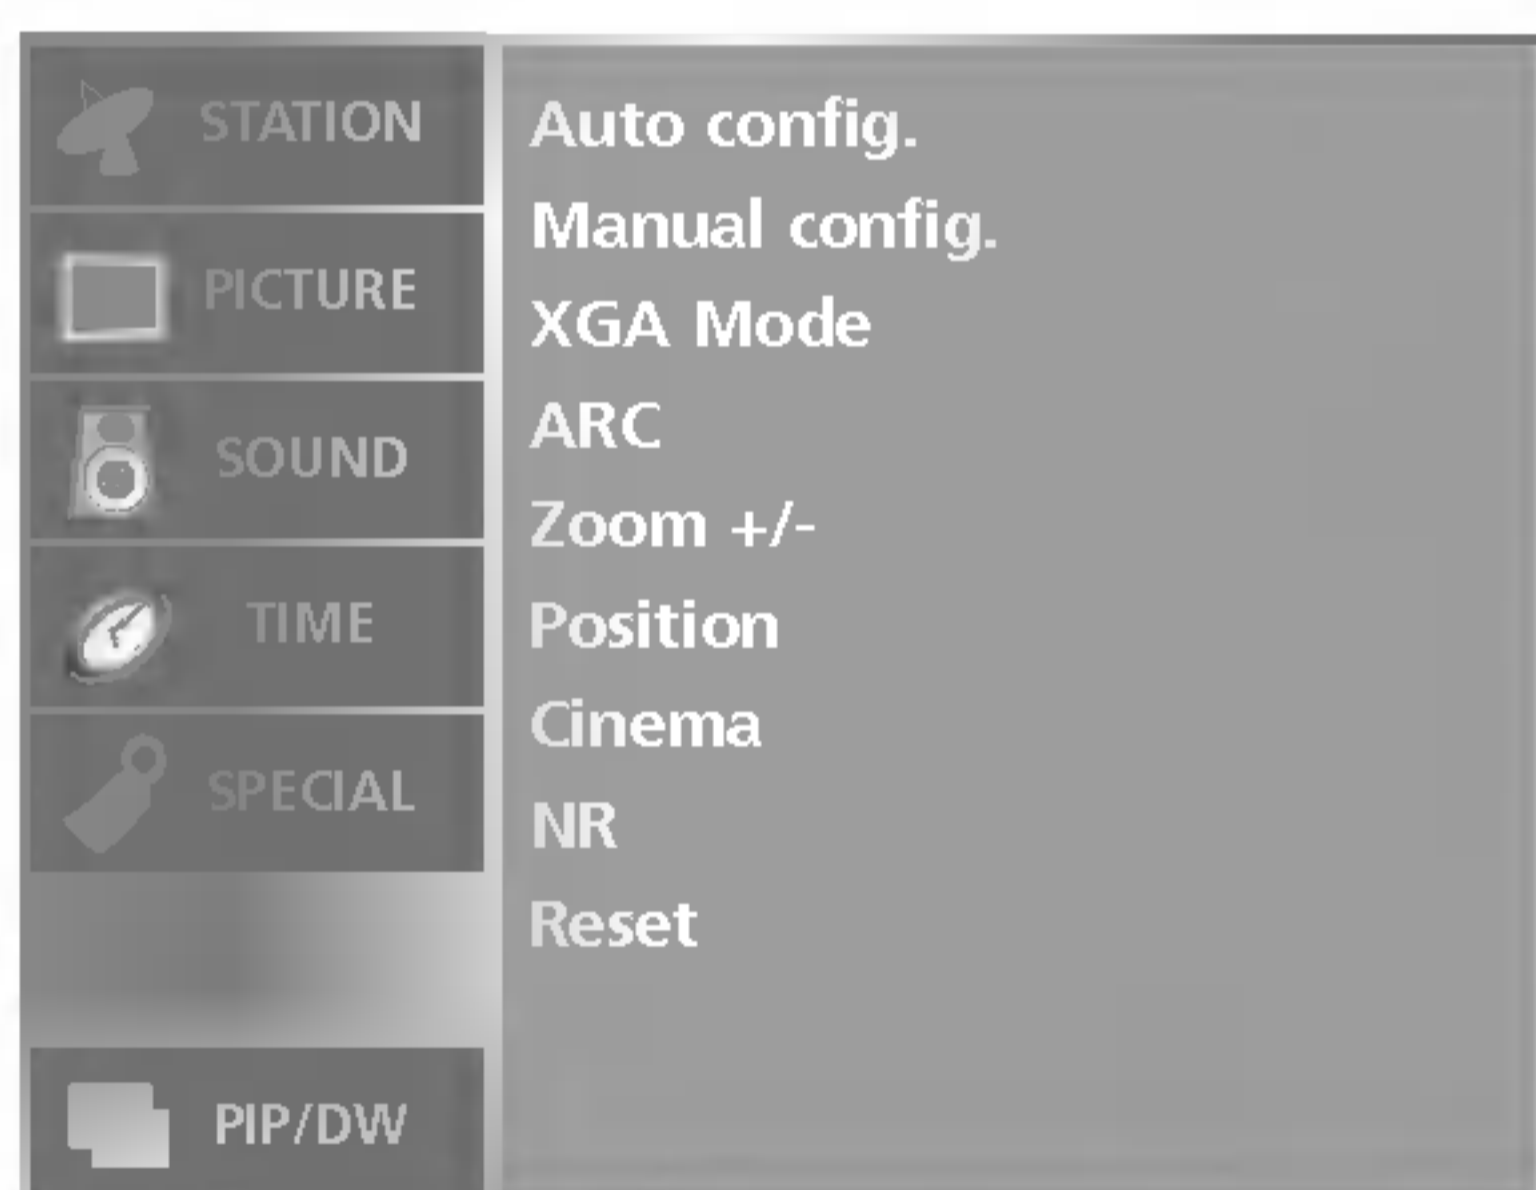 STATION
PICTURE
SOUND
TIME
SPECIAL
PIP/DW
Auto config.
Manual config.
XGA Mode
ARC
Zoom +/-
Position
Cinema
NR
Reset